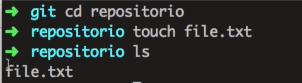 ➜ git cd repositorio
➜ repositorio touch file.txt
➜ repositorio ls
file.txt